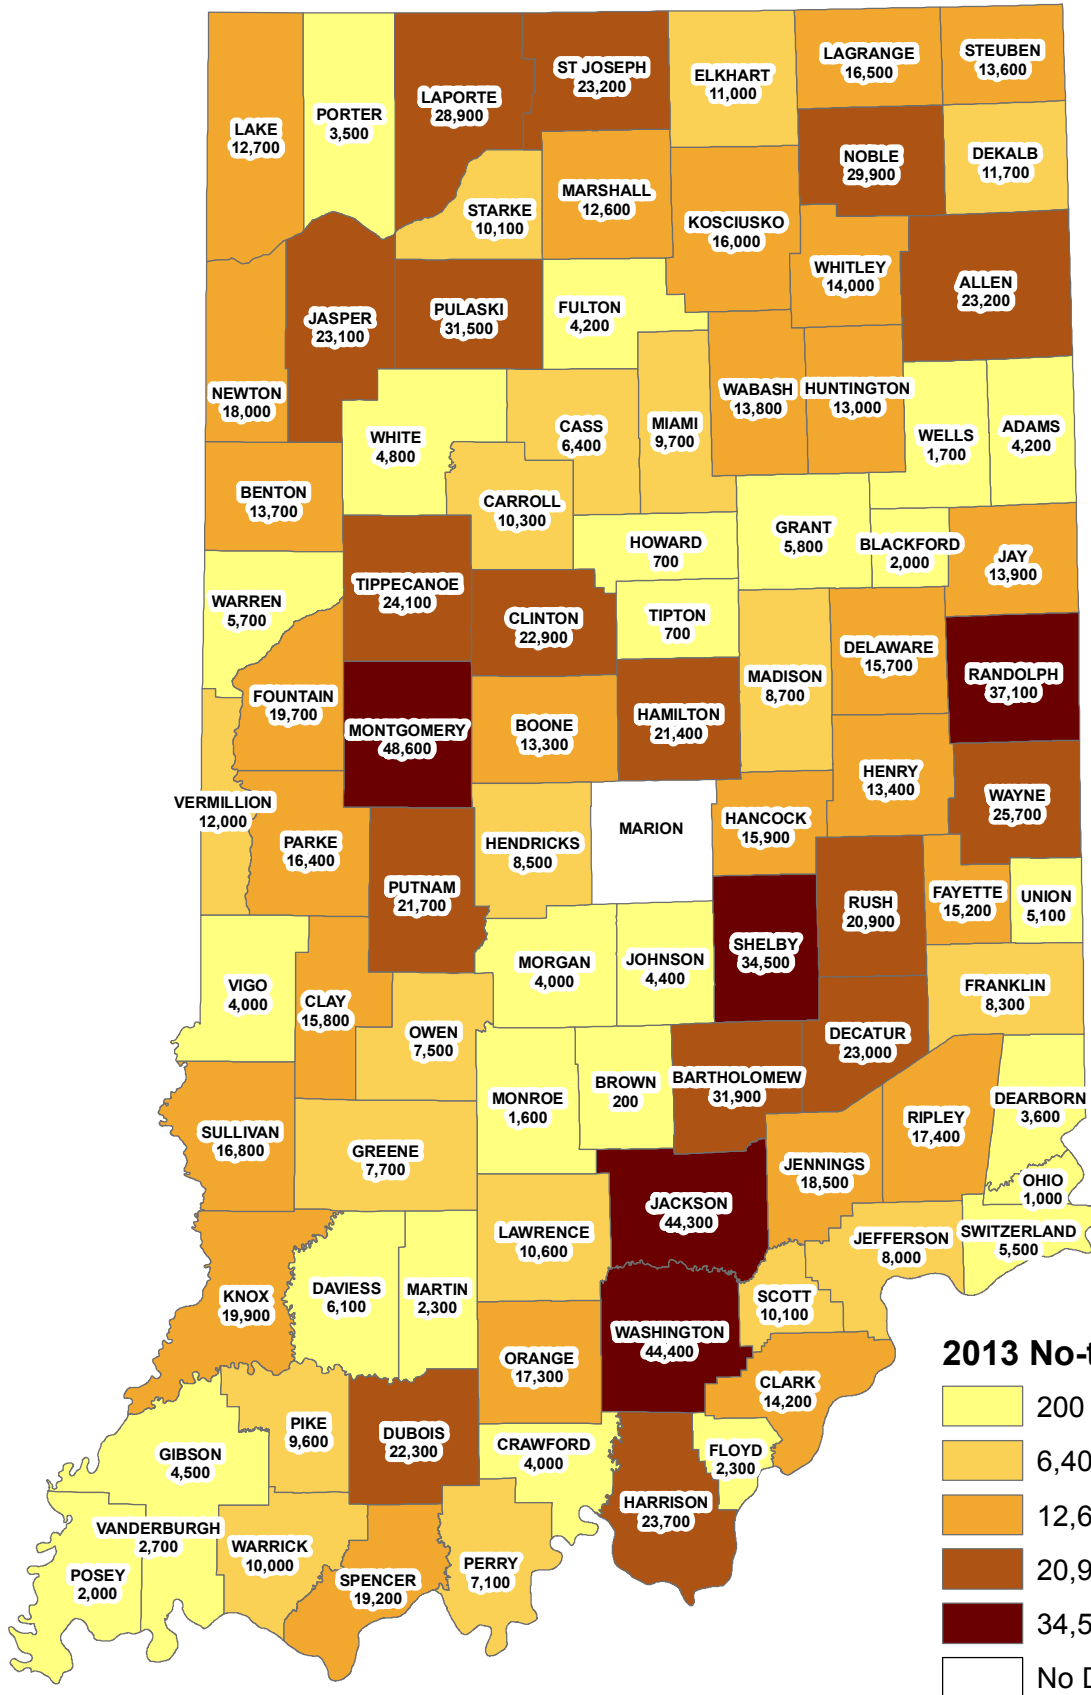 LAGRANGE
16,500
STEUBEN
13,600
ST JOSEPH
23,200
ELKHART
11,000
LAPORTE
28,900
PORTER
3,500
LAKE
12,700
NOBLE
29,900
DEKALB
11,700
MARSHALL
12,600
STARKE
10,100
KOSCIUSKO
16,000
WHITLEY
14,000
ALLEN
23,200
JASPER
23,100
PULASKI
31,500
FULTON
4,200
NEWTON
18,000
WHITE
4,800
CASS
6,400
MIAMI
9,700
WABASH
13,800
HUNTINGTON
13,000
WELLS
1,700
ADAMS
4,200
BENTON
13,700
CARROLL
10,300
HOWARD
700
GRANT
5,800
BLACKFORD
2,000
JAY
13,900
WARREN
5,700
TIPPECANOE
24,100
CLINTON
22,900
TIPTON
700
MADISON
8,700
DELAWARE
15,700
RANDOLPH
37,100
FOUNTAIN
19,700
MONTGOMERY
48,600
BOONE
13,300
HAMILTON
21,400
HENRY
13,400
WAYNE
25,700
VERMILLION
12,000
PARKE
16,400
PUTNAM
21,700
HENDRICKS
8,500
MARION
HANCOCK
15,900
RUSH
20,900
FAYETTE
15,200
UNION
5,100
VIGO
4,000
CLAY
15,800
MORGAN
4,000
JOHNSON
4,400
SHELBY
34,500
FRANKLIN
8,300
OWEN
7,500
DECATUR
23,000
MONROE
1,600
BROWN
200
BARTHOLOMEW
31,900
RIPLEY
17,400
DEARBORN
3,600
SULLIVAN
16,800
GREENE
7,700
JENNINGS
18,500
OHIO
1,000
JACKSON
44,300
LAWRENCE
10,600
JEFFERSON
8,000
SWITZERLAND
5,500
KNOX
19,900
DAVIESS
6,100
MARTIN
2,300
SCOTT
10,100
WASHINGTON
44,400
ORANGE
17,300
CLARK
14,200
PIKE
9,600
DUBOIS
22,300
CRAWFORD
4,000
FLOYD
2,300
GIBSON
4,500
HARRISON
23,700
VANDERBURGH
2,700
WARRICK
10,000
POSEY
2,000
SPENCER
19,200
PERRY
7,100
2013 No-t
200
6,40
12,6
20,9
34,5
No D